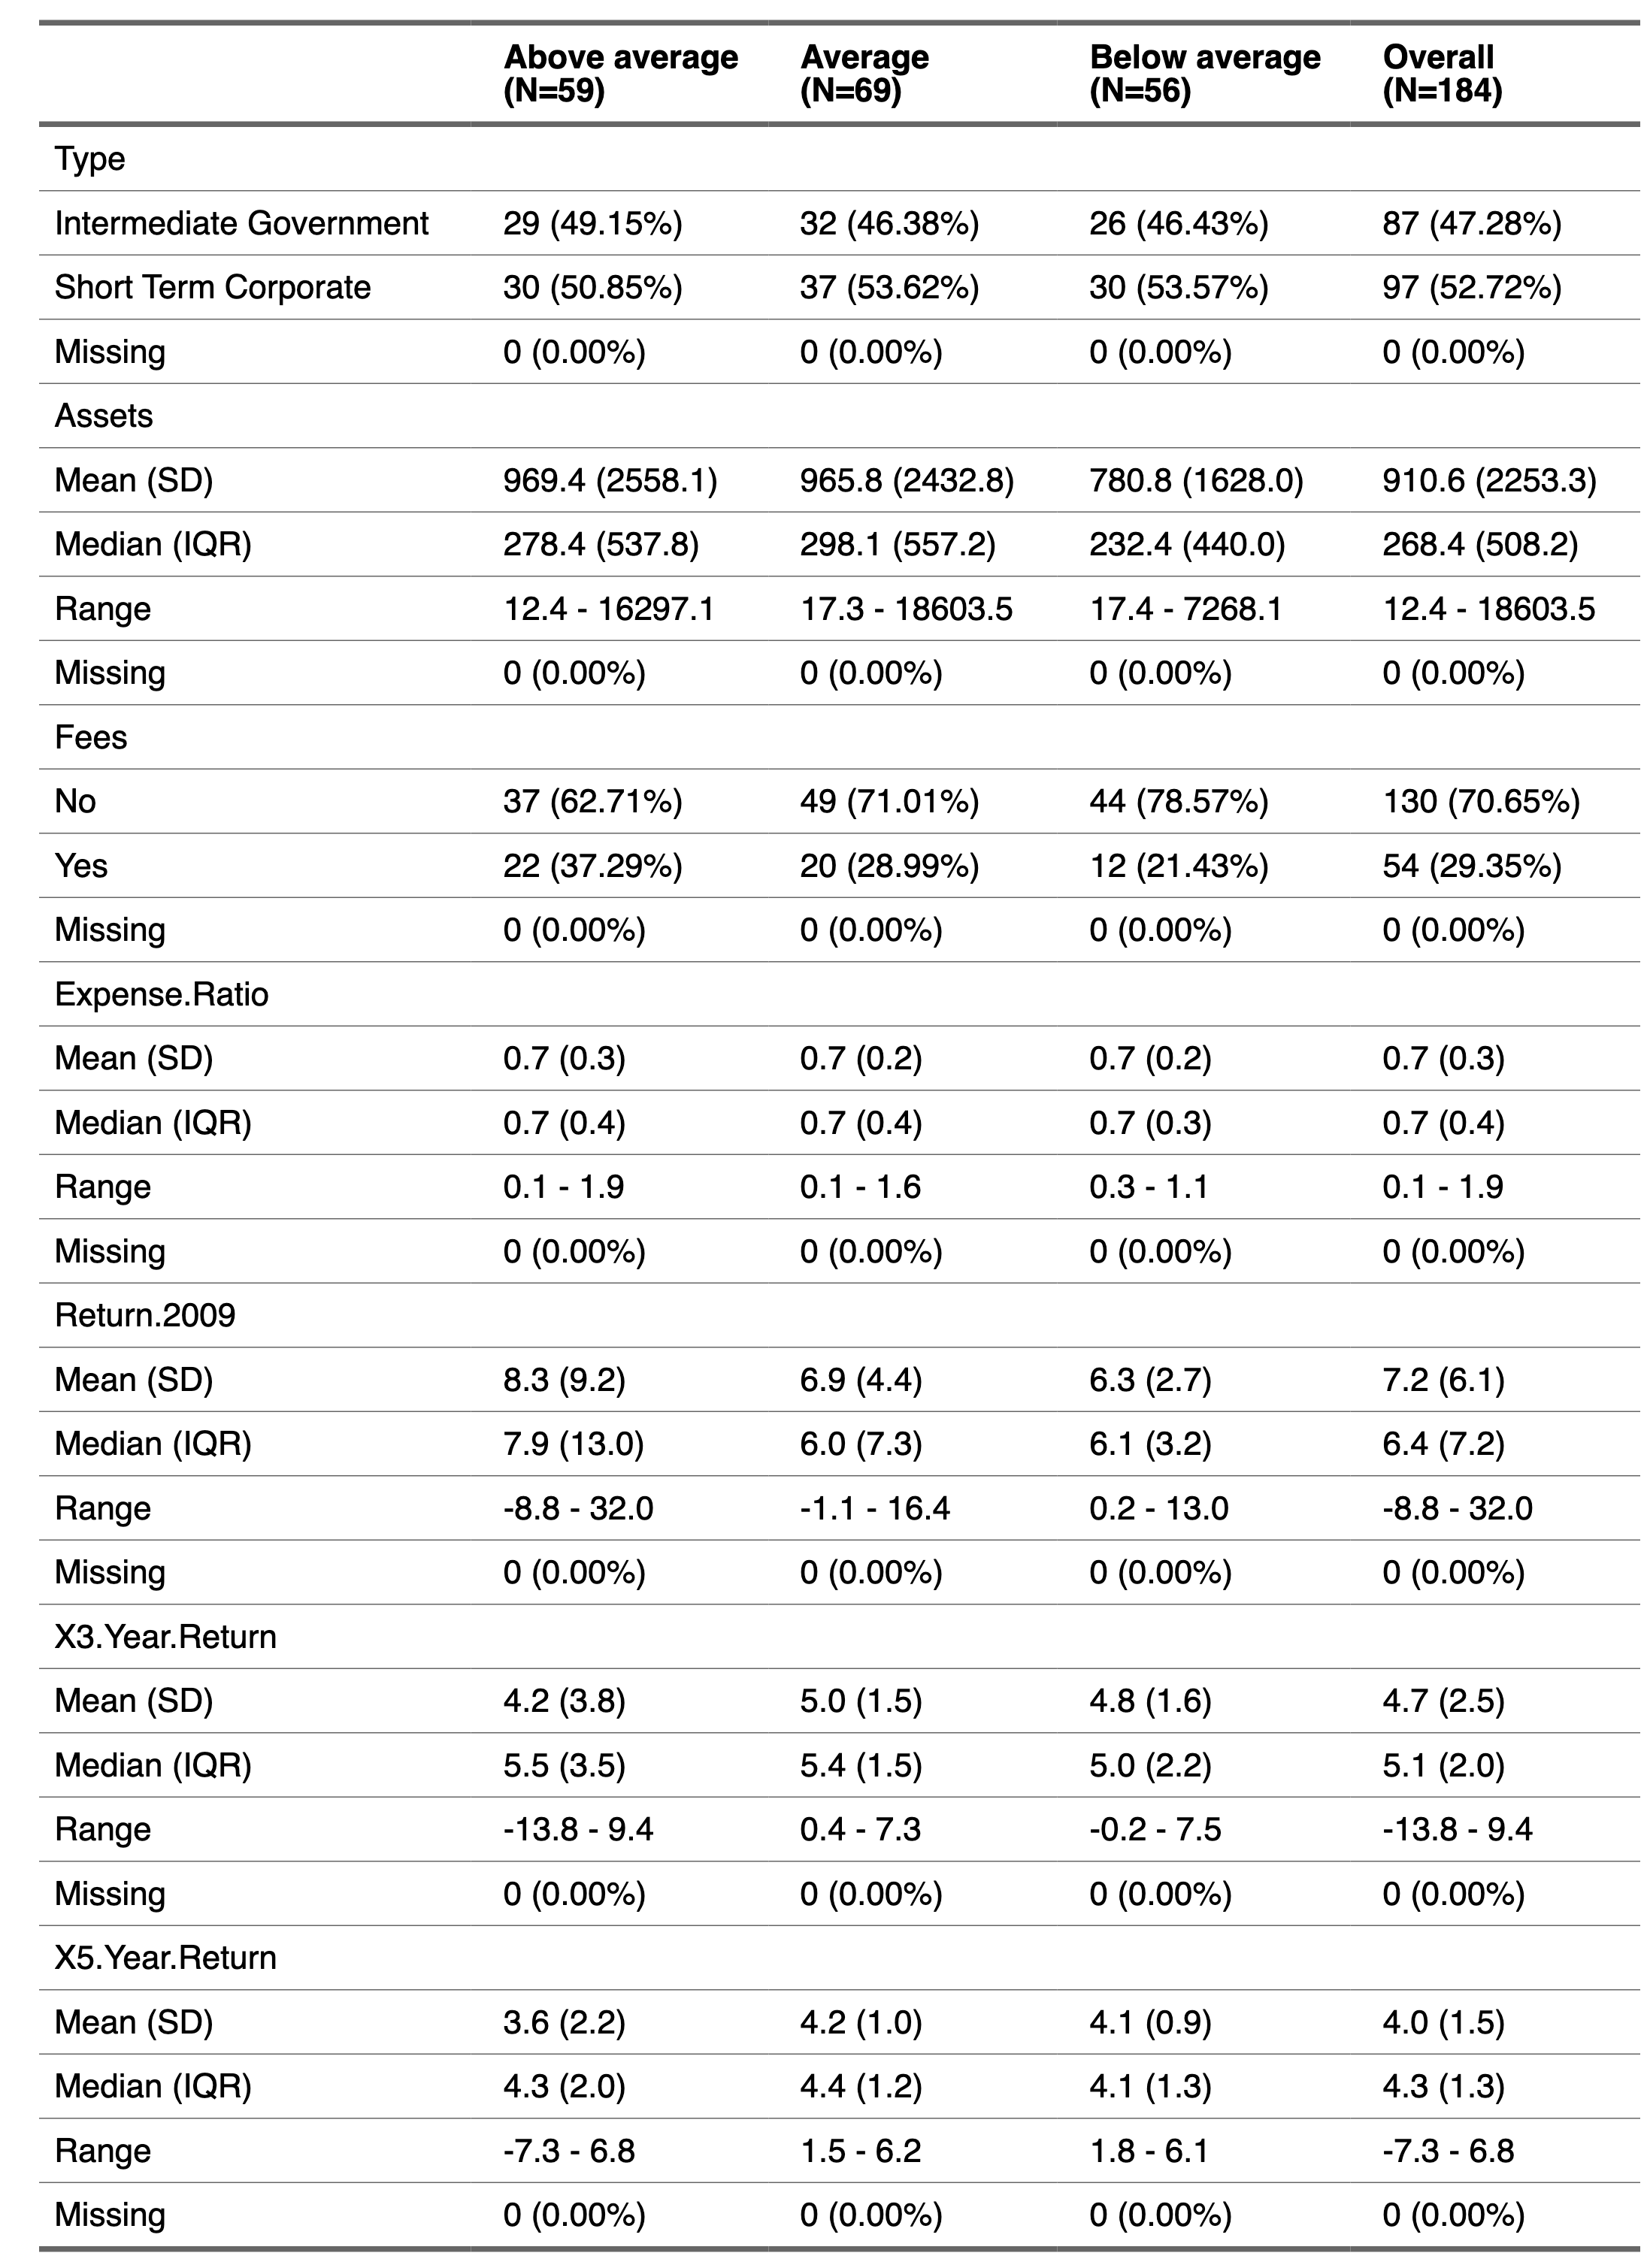 Above average Average Below average Overall
(N=59) (N=69) (N=56) (N=184)
Type
Intermediate Government 29 (49.15%) 32 (46.38%) 26 (46.43%) 87 (47.28%)
Short Term Corporate 30 (50.85%) 37 (53.62%) 30 (53.57%) 97 (52.72%)
Missing 0 (0.00%) 0 (0.00%) 0 (0.00%) 0 (0.00%)
Assets
Mean (SD) 969.4 (2558.1) 965.8 (2432.8) 780.8 (1628.0) 910.6 (2253.3)
Median (IQR) 278.4 (537.8) 298.1 (557.2) 232.4 (440.0) 268.4 (508.2)
Range 12.4 - 16297.1 17.3 - 18603.5 17.4 - 7268.1 12.4 - 18603.5
Missing 0 (0.00%) 0 (0.00%) 0 (0.00%) 0 (0.00%)
Fees
No 37 (62.71%) 49 (71.01%) 44 (78.57%) 130 (70.65%)
Yes 22 (37.29%) 20 (28.99%) 12 (21.43%) 54 (29.35%)
Missing 0 (0.00%) 0 (0.00%) 0 (0.00%) 0 (0.00%)
Expense.Ratio
Mean (SD) 0.7 (0.3) 0.7 (0.2) 0.7 (0.2) 0.7 (0.3)
Median (IQR) 0.7 (0.4) 0.7 (0.4) 0.7 (0.3) 0.7 (0.4)
Range 0.1 - 1.9 0.1 - 1.6 0.3 - 1.1 0.1 - 1.9
Missing 0 (0.00%) 0 (0.00%) 0 (0.00%) 0 (0.00%)
Return.2009
Mean (SD) 8.3 (9.2) 6.9 (4.4) 6.3 (2.7) 7.2 (6.1)
Median (IQR) 7.9 (13.0) 6.0 (7.3) 6.1 (3.2) 6.4 (7.2)
Range -8.8 - 32.0 -1.1 - 16.4 0.2 - 13.0 -8.8 - 32.0
Missing 0 (0.00%) 0 (0.00%) 0 (0.00%) 0 (0.00%)
X3.Year.Return
Mean (SD) 4.2 (3.8) 5.0 (1.5) 4.8 (1.6) 4.7 (2.5)
Median (IQR) 5.5 (3.5) 5.4 (1.5) 5.0 (2.2) 5.1 (2.0)
Range -13.8 - 9.4 0.4 - 7.3 -0.2 - 7.5 -13.8 - 9.4
Missing 0 (0.00%) 0 (0.00%) 0 (0.00%) 0 (0.00%)
X5.Year.Return
Mean (SD) 3.6 (2.2) 4.2 (1.0) 4.1 (0.9) 4.0 (1.5)
Median (IQR) 4.3 (2.0) 4.4 (1.2) 4.1 (1.3) 4.3 (1.3)
Range -7.3 - 6.8 1.5 - 6.2 1.8 - 6.1 -7.3 - 6.8
Missing 0 (0.00%) 0 (0.00%) 0 (0.00%) 0 (0.00%)